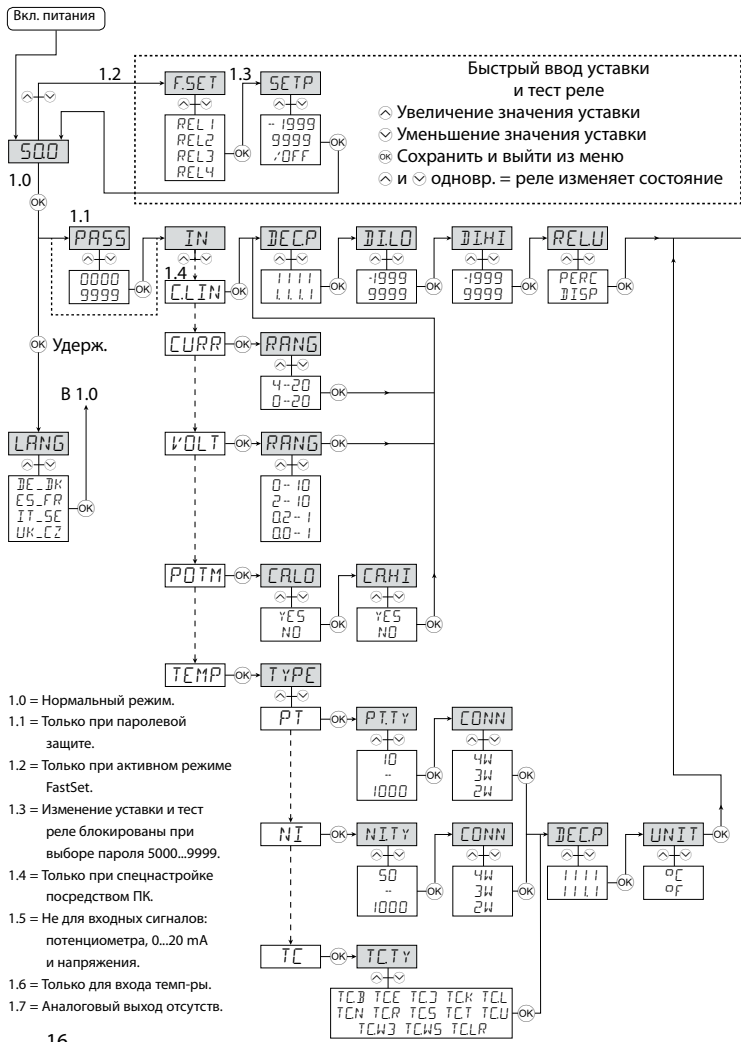 Вкл. питания
Быстрый ввод уставки
и тест реле
Увеличение значения уставки
Уменьшение значения уставки
OK Сохранить и выйти из меню
и одновр. = реле изменяет состояние
1.2
F.SET
REL1
REL2
REL3
REL4
OK
1.3
SETP
--1999
9999
/OFF
OK
50.0
1.0
OK
1.1
PASS
0000
9999
OK
IN
1.4
C.LIN
OK
DEC.P
1111
1.1.1.1
OK
DI.LO
-1999
9999
OK
DI.HI
-1999
9999
OK
REL.U
PERC
DISP
OK
CURR
OK
RANG
4--20
0--20
OK
OK Удерж.
В 1.0
LANG
DE_DK
ES_FR
IT_SE
UK_CZ
OK
VOLT
OK
RANG
OK
0--10
2--10
0.2--1
0.0--1
POTM
OK
CA.LO
YES
NO
OK
CA.HI
YES
NO
OK
TEMP
OK
TYPE
PT
OK
PT.TY
10
--
1000
OK
CONN
4W
3W
2W
OK
NI
OK
NI.TY
50
--
1000
OK
CONN
4W
3W
2W
OK
DEC.P
1111
111.1
OK
UNIT
°C
°F
OK
TC
OK
TC.TY
TC.B TC.E TC.J TC.K TC.L
TC.N TC.R TC.S TC.T TC.U
TC.W3 TC.W5 TC.LR
OK
1.0 = Нормальный режим.
1.1 = Только при паролевой
защите.
1.2 = Только при активном режиме
FastSet.
1.3 = Изменение уставки и тест
реле блокированы при
выборе пароля 5000...9999.
1.4 = Только при спецнастройке
посредством ПК.
1.5 = Не для входных сигналов:
потенциометра, 0...20 mA
и напряжения.
1.6 = Только для входа темп-ры.
1.7 = Аналоговый выход отсутств.
16